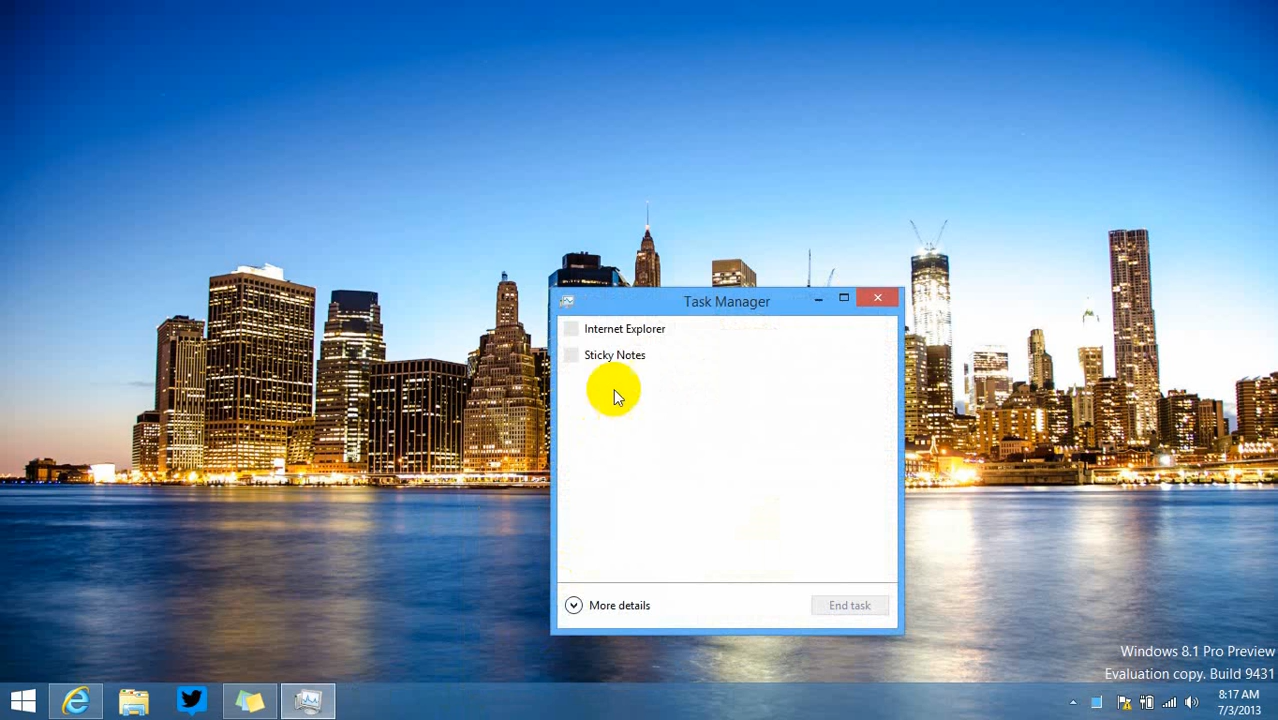 Task Manager
Internet Explorer
Sticky Notes
More details
End task
Windows 8.1 Pro Preview
Evaluation copy. Build 9431
8:17 AM
7/3/2013